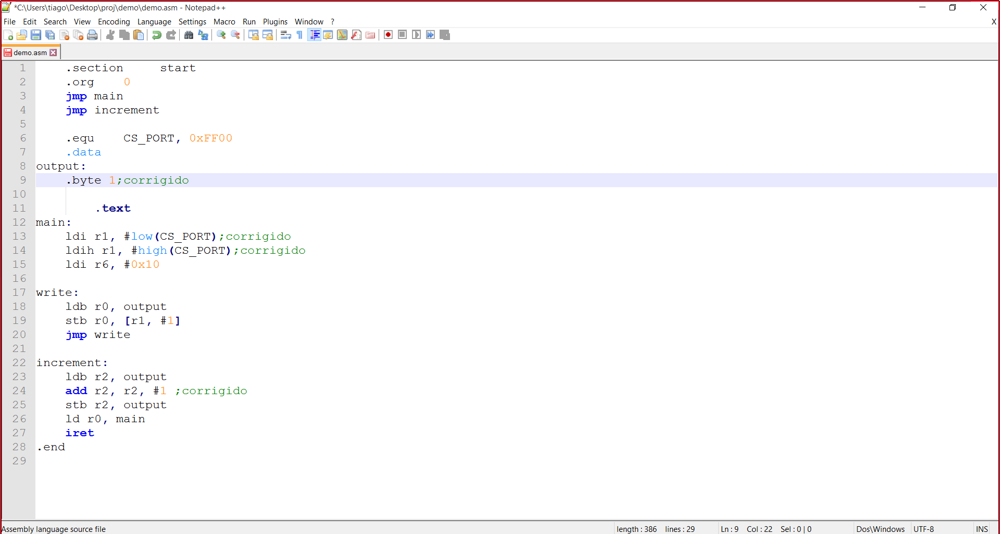 *C:\Users\tiago\Desktop\proj\demo\demo.asm - Notepad++
File Edit Search View Encoding Language Settings Macro Run Plugins Window ? X
demo.asm
1 .section start
2 .org 0
3 jmp main
4 jmp increment
5
6 .equ CS_PORT, 0xFF00
7 .data
8 output:
9 .byte 1;corrigido
10
11 .text
12 main:
13 ldi r1, #low(CS_PORT);corrigido
14 ldih r1, #high(CS_PORT);corrigido
15 ldi r6, #0x10
16
17 write:
18 ldb r0, output
19 stb r0, [r1, #1]
20 jmp write
21
22 increment:
23 ldb r2, output
24 add r2, r2, #1 ;corrigido
25 stb r2, output
26 ld r0, main
27 iret
28 .end
29
Assembly language source file length : 386 lines : 29 Ln : 9 Col : 22 Sel : 0 | 0 Dos\Windows UTF-8 INS